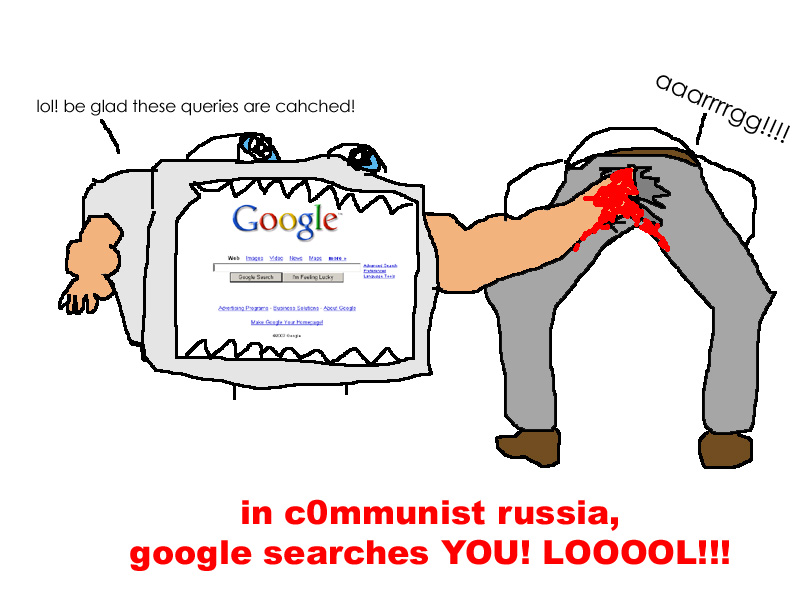 lol! be glad these queries are cahched!
aaarrrrgg!!!!
Google™
Web Images Video News Maps more »
Advanced Search
Preferences
Language Tools
Google Search I'm Feeling Lucky
Advertising Programs - Business Solutions - About Google
Make Google Your Homepage!
©2007 Google
in c0mmunist russia,
google searches YOU! LOOOOL!!!